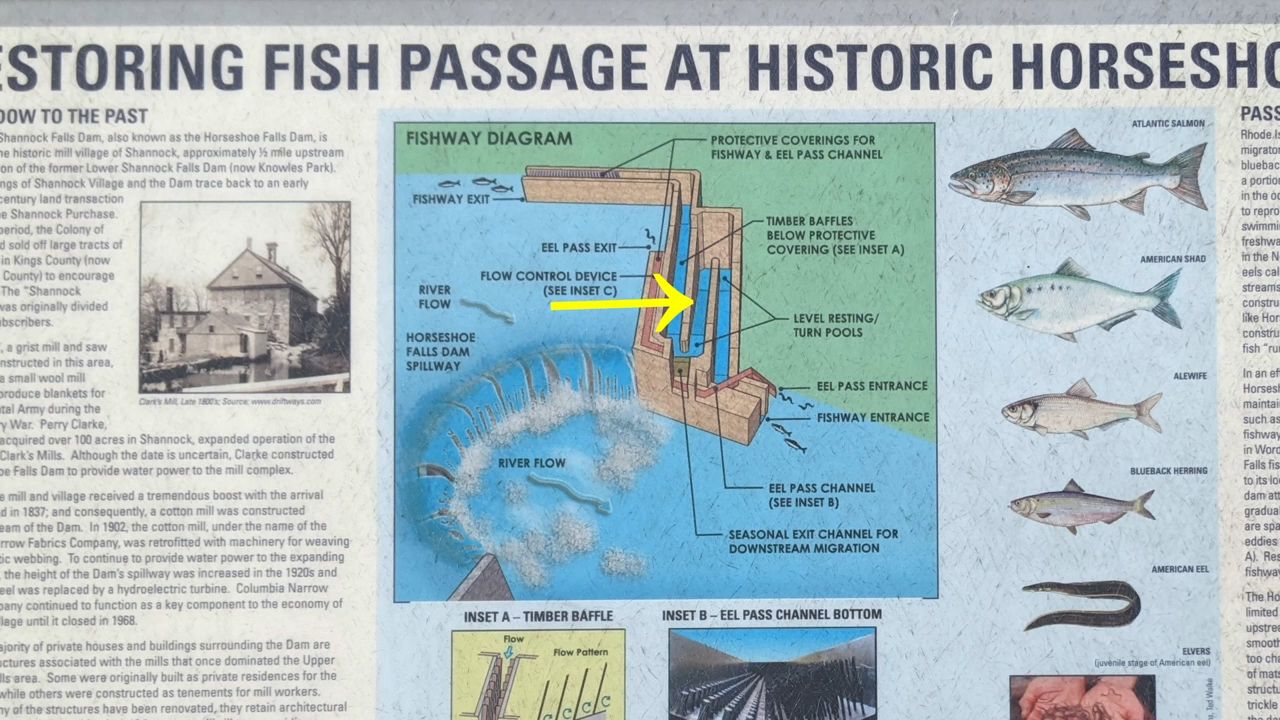 ESTORING FISH PASSAGE AT HISTORIC HORSESHO
DOW TO THE PAST
Shannock Falls Dam, also known as the Horseshoe Falls Dam, is
he historic mill village of Shannock, approximately ½ mile upstream
on of the former Lower Shannock Falls Dam (now Knowles Park).
ngs of Shannock Village and the Dam trace back to an early
century land transaction
e Shannock Purchase.
period, the Colony of
d sold off large tracts of
in Kings County (now
County) to encourage
The "Shannock
was originally divided
bscribers.
, a grist mill and saw
nstructed in this area,
a small wool mill
produce blankets for
tal Army during the
y War. Perry Clarke,
acquired over 100 acres in Shannock, expanded operation of the
Clark's Mills. Although the date is uncertain, Clarke constructed
oe Falls Dam to provide water power to the mill complex.
e mill and village received a tremendous boost with the arrival
d in 1837; and consequently, a cotton mill was constructed
eam of the Dam. In 1902, the cotton mill, under the name of the
rrow Fabrics Company, was retrofitted with machinery for weaving
tic webbing. To continue to provide water power to the expanding
, the height of the Dam's spillway was increased in the 1920s and
eel was replaced by a hydroelectric turbine. Columbia Narrow
pany continued to function as a key component to the economy of
lage until it closed in 1968.
ajority of private houses and buildings surrounding the Dam are
uctures associated with the mills that once dominated the Upper
lls area. Some were originally built as private residences for the
while others were constructed as tenements for mill workers.
ny of the structures have been renovated, they retain architectural
Clark's Mill, Late 1800's; Source: www.driftways.com
FISHWAY DIAGRAM
PROTECTIVE COVERINGS FOR
FISHWAY & EEL PASS CHANNEL
FISHWAY EXIT
TIMBER BAFFLES
BELOW PROTECTIVE
COVERING (SEE INSET A)
EEL PASS EXIT
FLOW CONTROL DEVICE
(SEE INSET C)
RIVER
FLOW
LEVEL RESTING/
TURN POOLS
HORSESHOE
FALLS DAM
SPILLWAY
EEL PASS ENTRANCE
FISHWAY ENTRANCE
RIVER FLOW
EEL PASS CHANNEL
(SEE INSET B)
SEASONAL EXIT CHANNEL FOR
DOWNSTREAM MIGRATION
INSET A – TIMBER BAFFLE
Flow
Flow Pattern
INSET B – EEL PASS CHANNEL BOTTOM
ATLANTIC SALMON
AMERICAN SHAD
ALEWIFE
BLUEBACK HERRING
AMERICAN EEL
ELVERS
(juvenile stage of American eel)
PASS
Rhode Is
migrator
bluebac
a portio
in the oc
to repro
swimmi
freshwa
in the N
eels cal
streams
constru
like Hor
constru
fish "ru
In an ef
Horsesh
maintai
such as
fishway
in Word
Falls fis
to its lo
dam att
gradua
are spa
eddies
A). Res
fishway
The Ho
limited
upstrea
smooth
too cha
of mats
structu
trickle